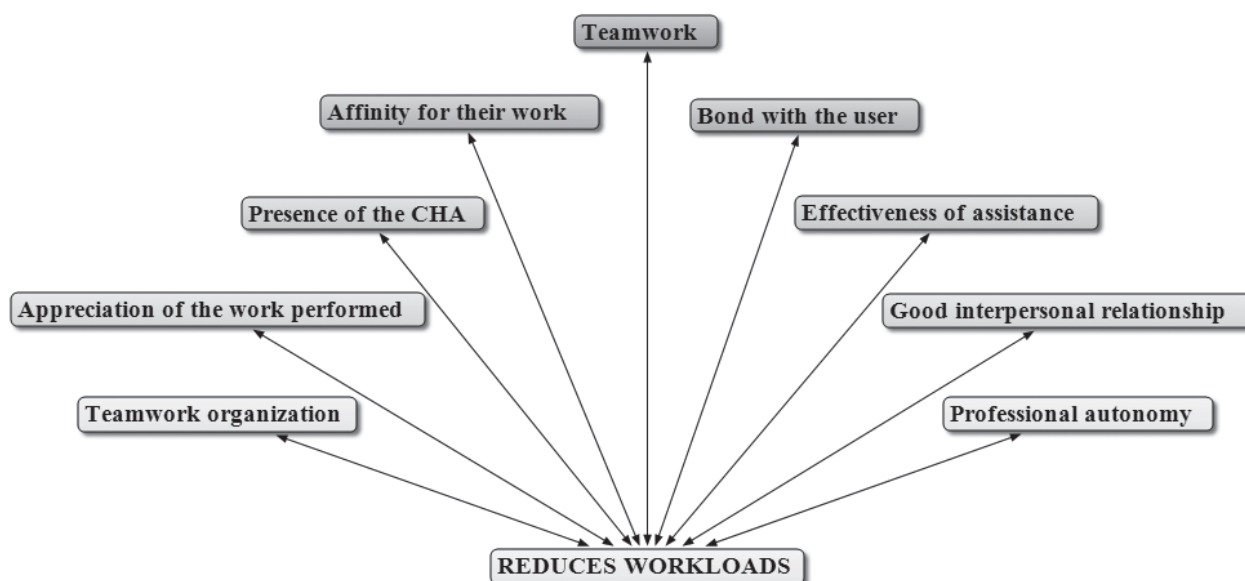 Teamwork
Affinity for their work
Bond with the user
Presence of the CHA
Effectiveness of assistance
Appreciation of the work performed
Good interpersonal relationship
Teamwork organization
Professional autonomy
REDUCES WORKLOADS